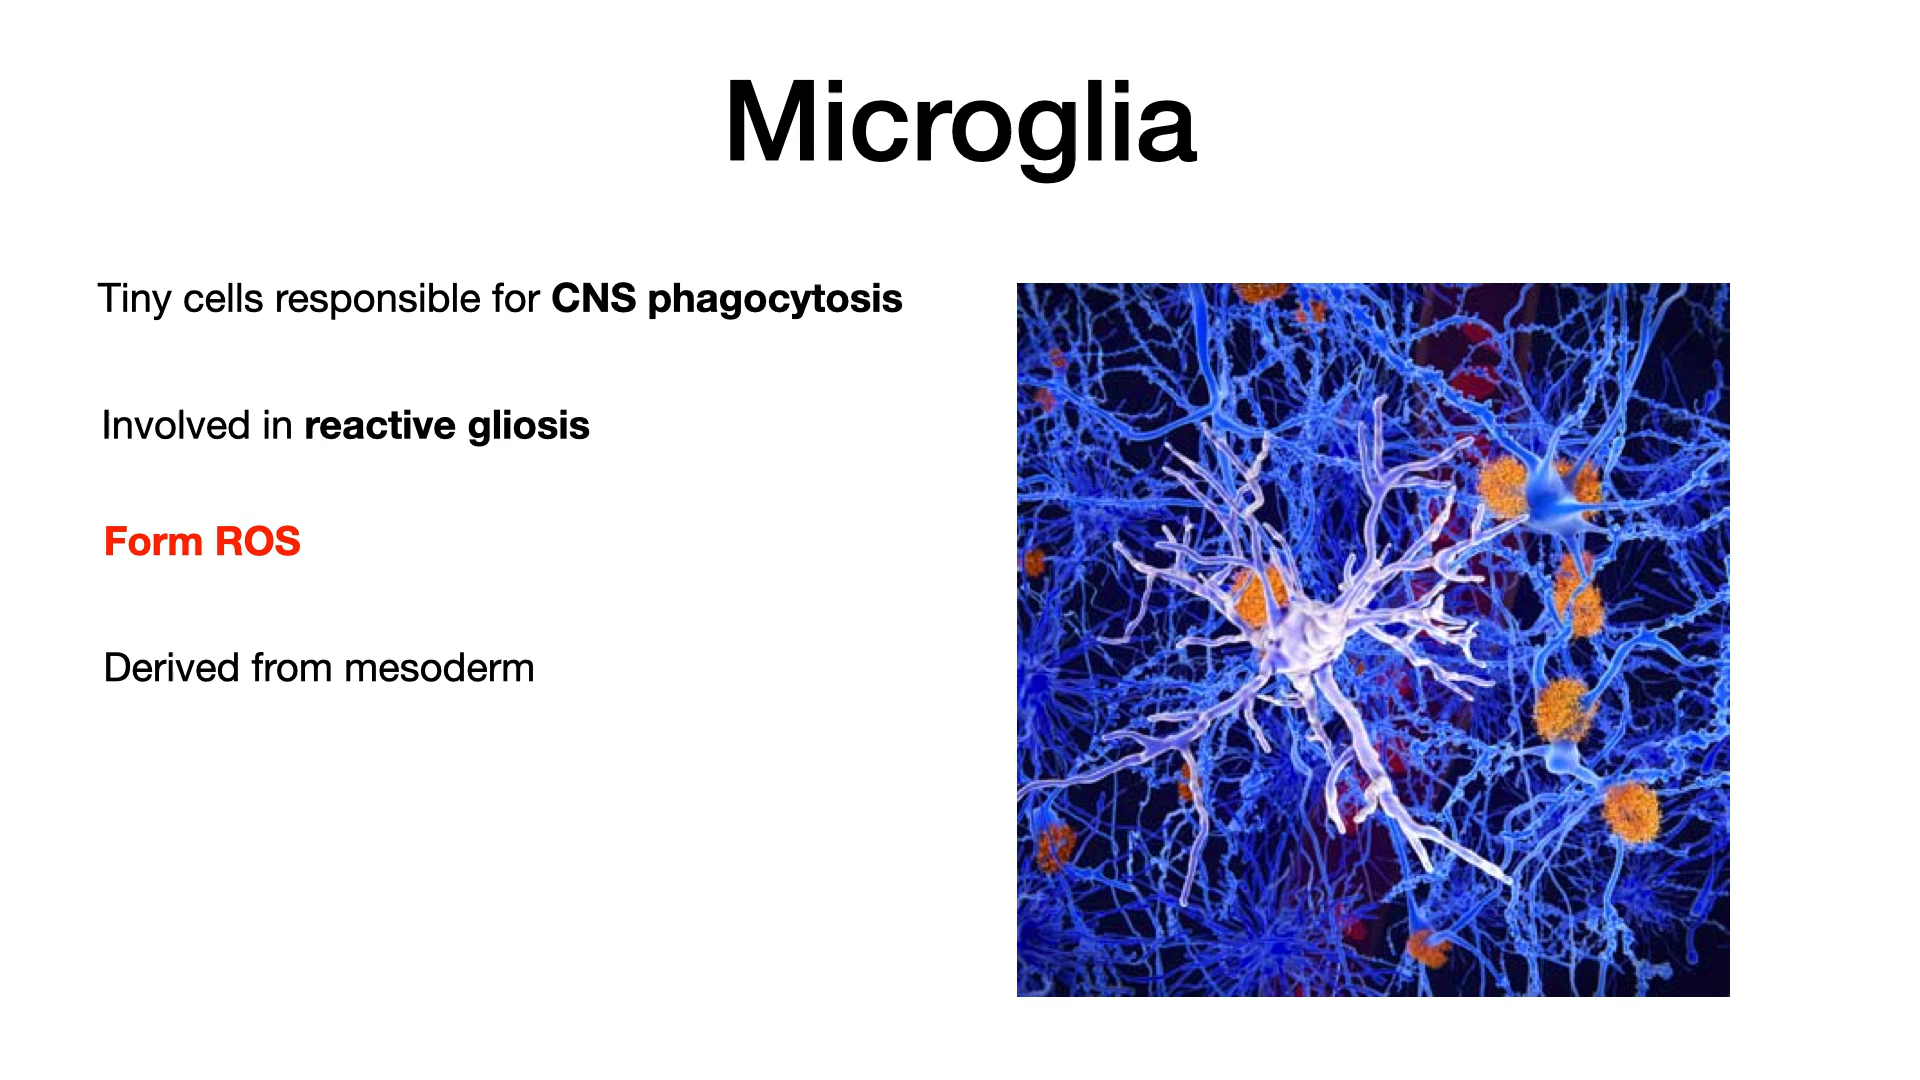 Microglia
Tiny cells responsible for CNS phagocytosis
Involved in reactive gliosis
Form ROS
Derived from mesoderm